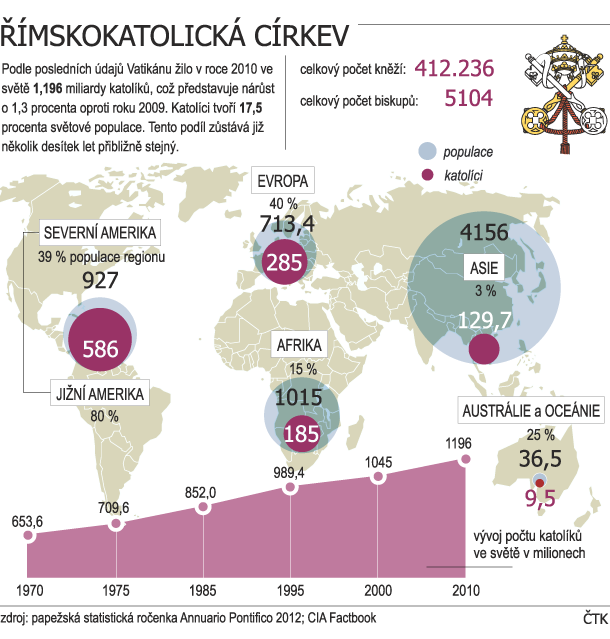 ŘÍMSKOKATOLICKÁ CÍRKEV
Podle posledních údajů Vatikánu žilo v roce 2010 ve
světě 1,196 miliardy katolíků, což představuje nárůst
o 1,3 procenta oproti roku 2009. Katolíci tvoří 17,5
procenta světové populace. Tento podíl zůstává již
několik desítek let přibližně stejný.
celkový počet kněží: 412.236
celkový počet biskupů: 5104
populace
katolíci
EVROPA
40 %
713,4
285
SEVERNÍ AMERIKA
39 % populace regionu
927
586
JIŽNÍ AMERIKA
80 %
4156
ASIE
3 %
129,7
AFRIKA
15 %
1015
185
AUSTRÁLIE a OCEÁNIE
25 %
36,5
9,5
653,6
709,6
852,0
989,4
1045
1196
vývoj počtu katolíků
ve světě v milionech
1970 1975 1985 1995 2000 2010
zdroj: papežská statistická ročenka Annuario Pontifico 2012; CIA Factbook
ČTK